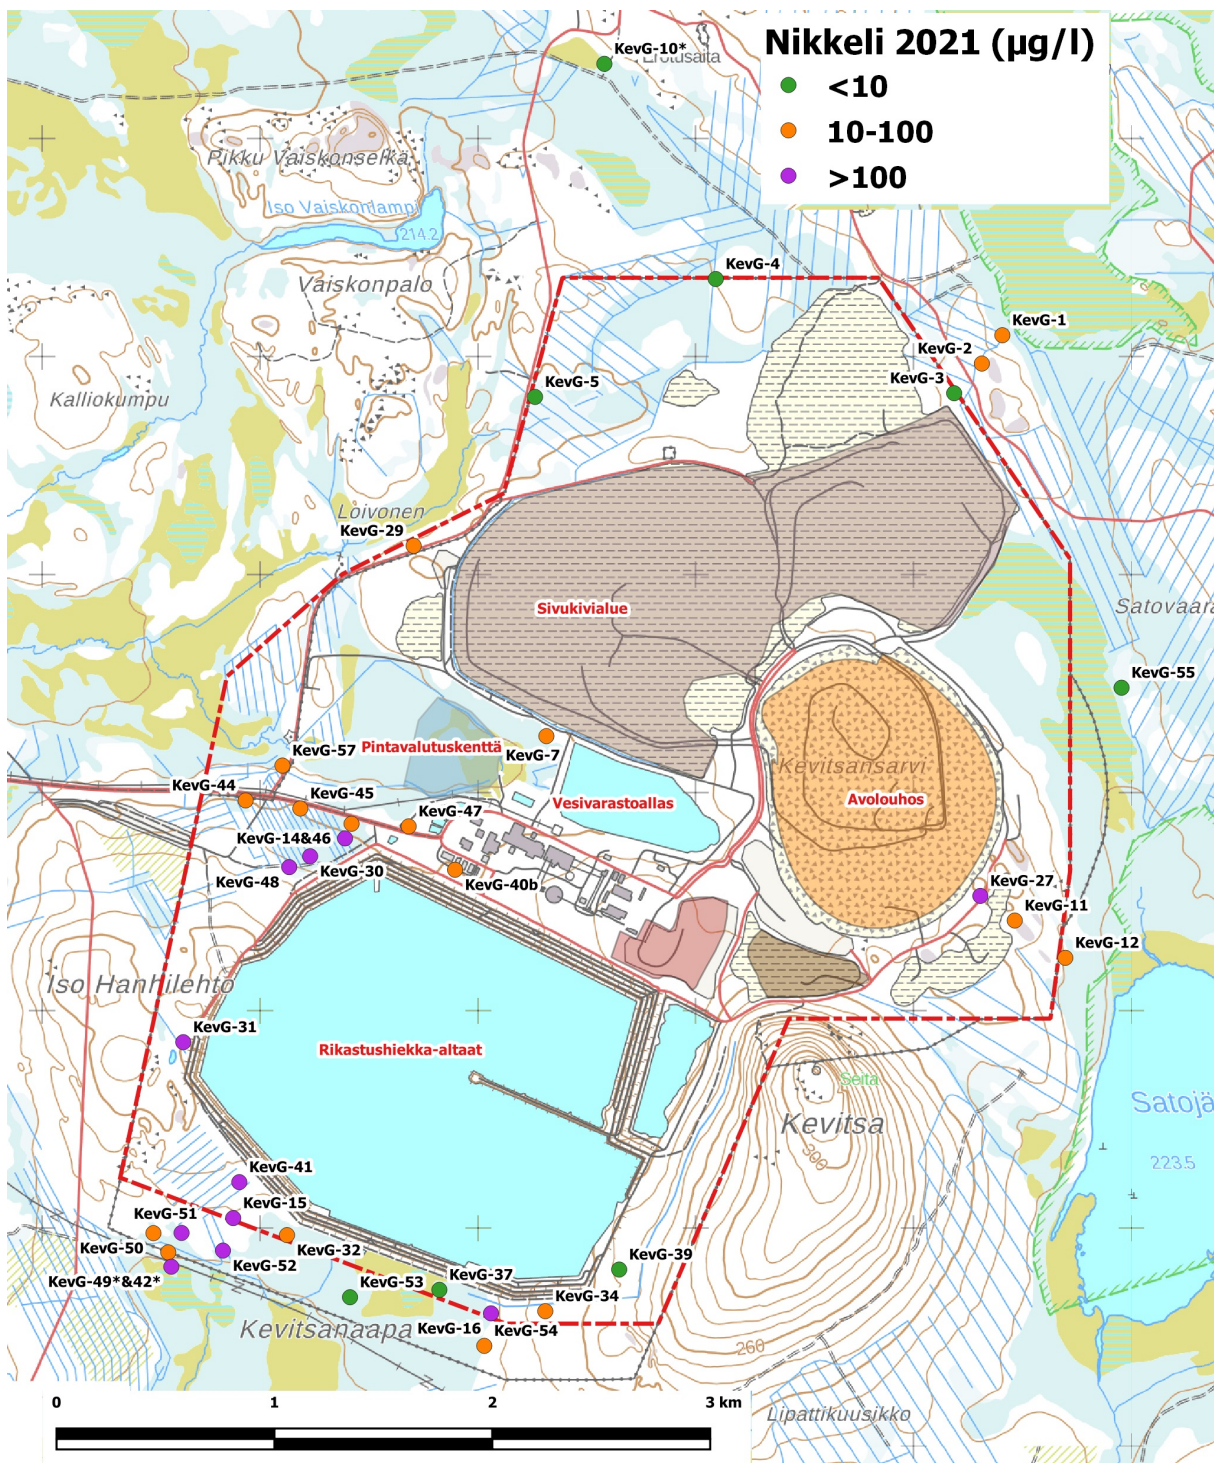 Nikkeli 2021 (µg/l)
<10
10-100
>100
KevG-10*
Erotusaita
Pikku Vaiskonselkä
Iso Vaiskonlampi
214.2
KevG-4
Vaiskonpalo
KevG-1
KevG-2
KevG-3
KevG-5
Kalliokumpu
Loivonen
KevG-29
Sivukivialue
Satovaara
KevG-55
KevG-57
Pintavalutuskenttä
KevG-7
Kevitsansarvi
KevG-44
KevG-45
KevG-47
Vesivarastoallas
Avolouhos
KevG-14&46
KevG-48
KevG-30
KevG-40b
KevG-27
KevG-11
KevG-12
Iso Hanhilehto
KevG-31
Rikastushiekka-altaat
Seita
Kevitsa
300
Satojä
223.5
KevG-41
KevG-15
KevG-51
KevG-50
KevG-32
KevG-52
KevG-39
KevG-49*&42*
KevG-53
KevG-37
KevG-34
Kevitsanaapa
KevG-16
KevG-54
260
0 1 2 3 km
Lipattikuusikko